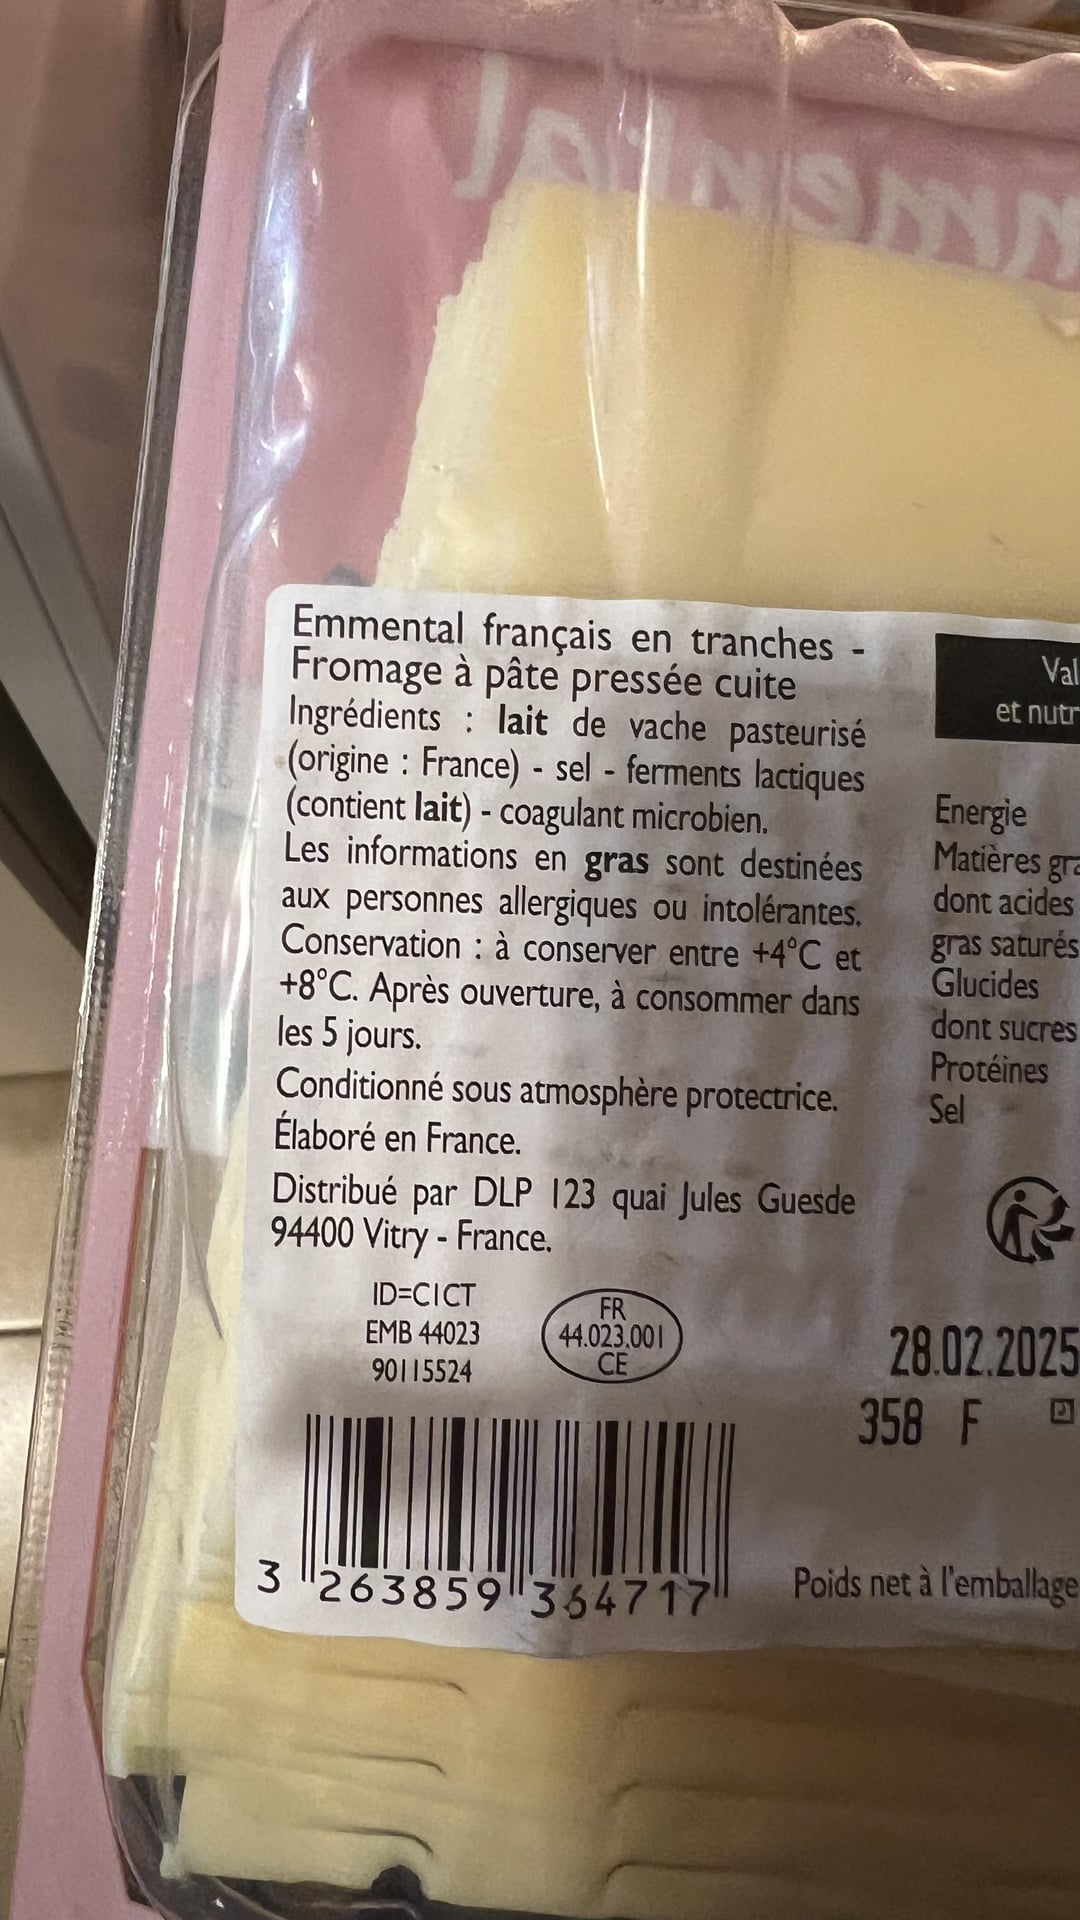 Emmental français en tranches -
Fromage à pâte pressée cuite
Ingrédients : lait de vache pasteurisé
(origine : France) - sel - ferments lactiques
(contient lait) - coagulant microbien.
Les informations en gras sont destinées
aux personnes allergiques ou intolérantes.
Conservation : à conserver entre +4°C et
+8°C. Après ouverture, à consommer dans
les 5 jours.
Conditionné sous atmosphère protectrice.
Élaboré en France.
Distribué par DLP 123 quai Jules Guesde
94400 Vitry - France.
ID=CICT
EMB 44023
90115524
FR
44.023.001
CE
3 263859 364717
et nutr
Energie
Matières
dont acides
gras saturés
Glucides
dont sucres
Protéines
Sel
28.02.2025
358 F
Poids net à l'emballage